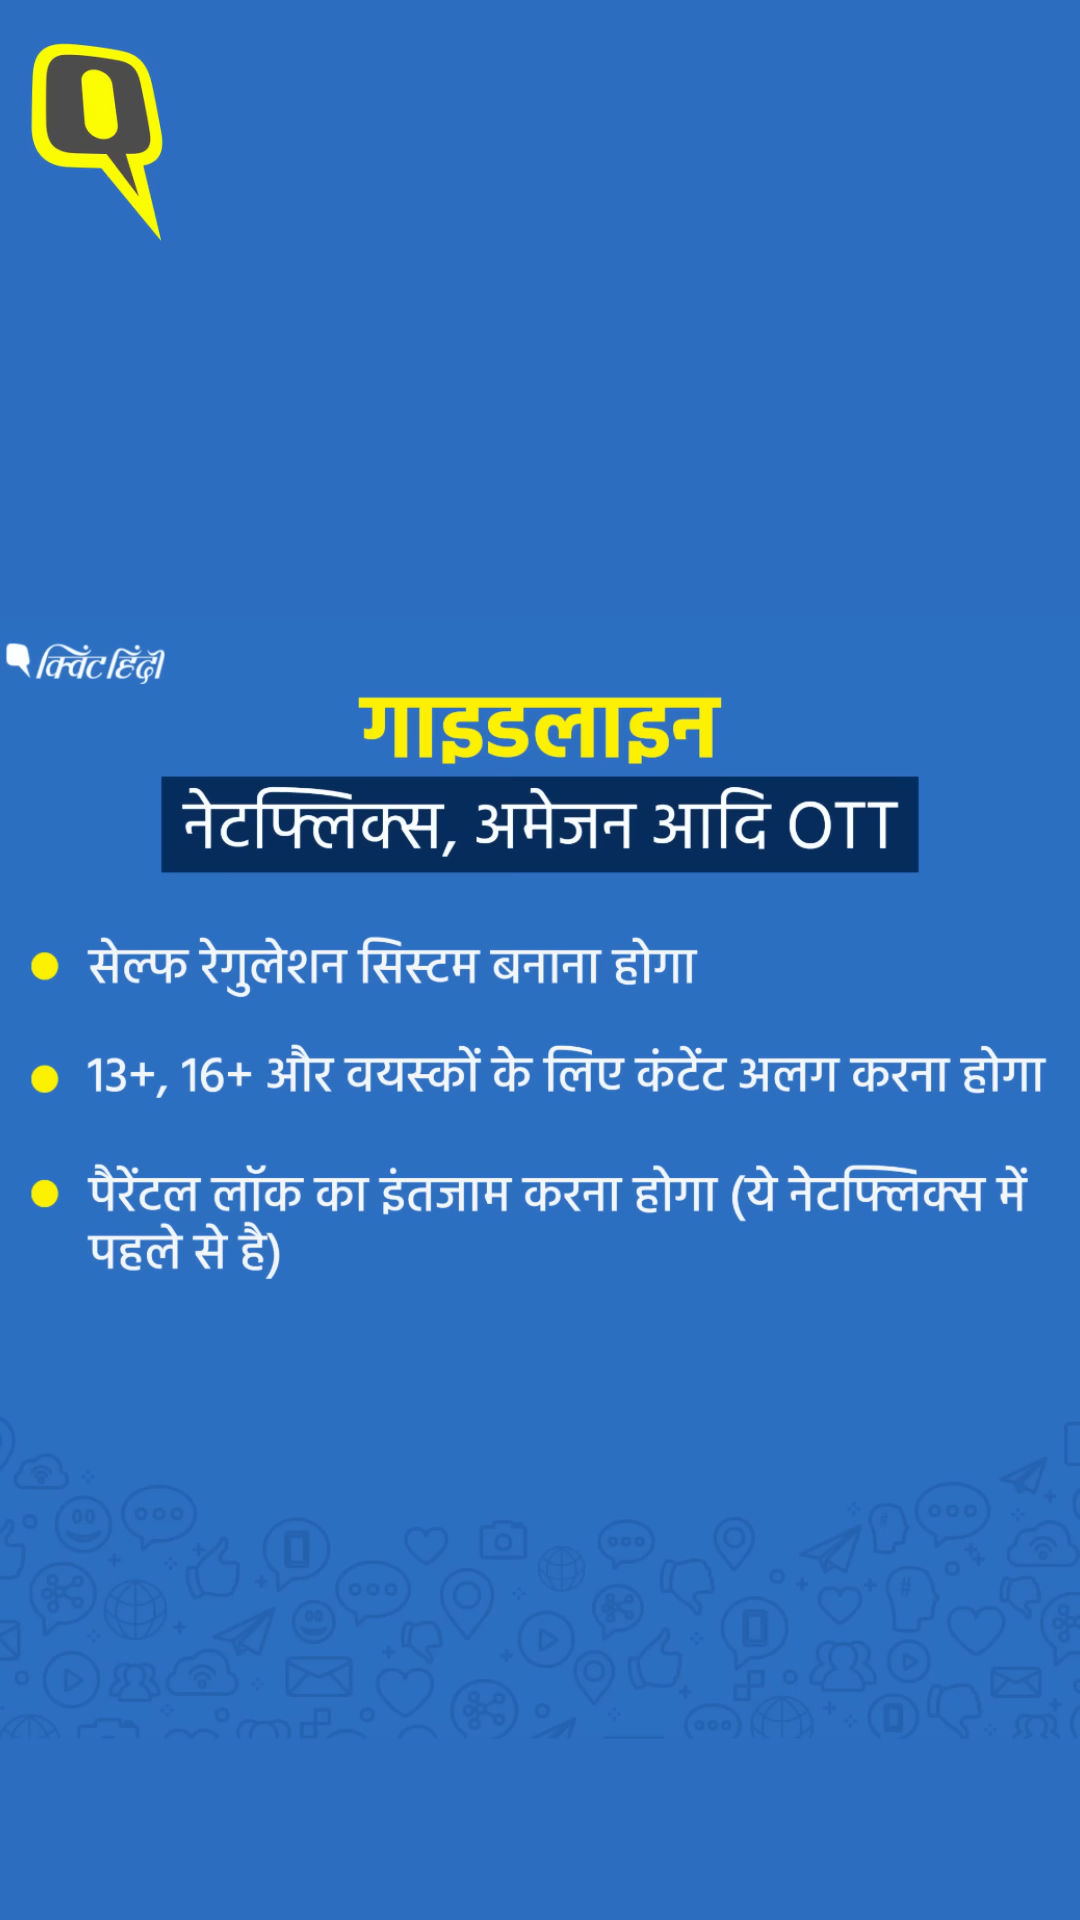 क्विंट हिंदी
गाइडलाइन
नेटफ्लिक्स, अमेजन आदि OTT
सेल्फ रेगुलेशन सिस्टम बनाना होगा
13+, 16+ और वयस्कों के लिए कंटेंट अलग करना होगा
पैरेंटल लॉक का इंतजाम करना होगा (ये नेटफ्लिक्स में
पहले से है)